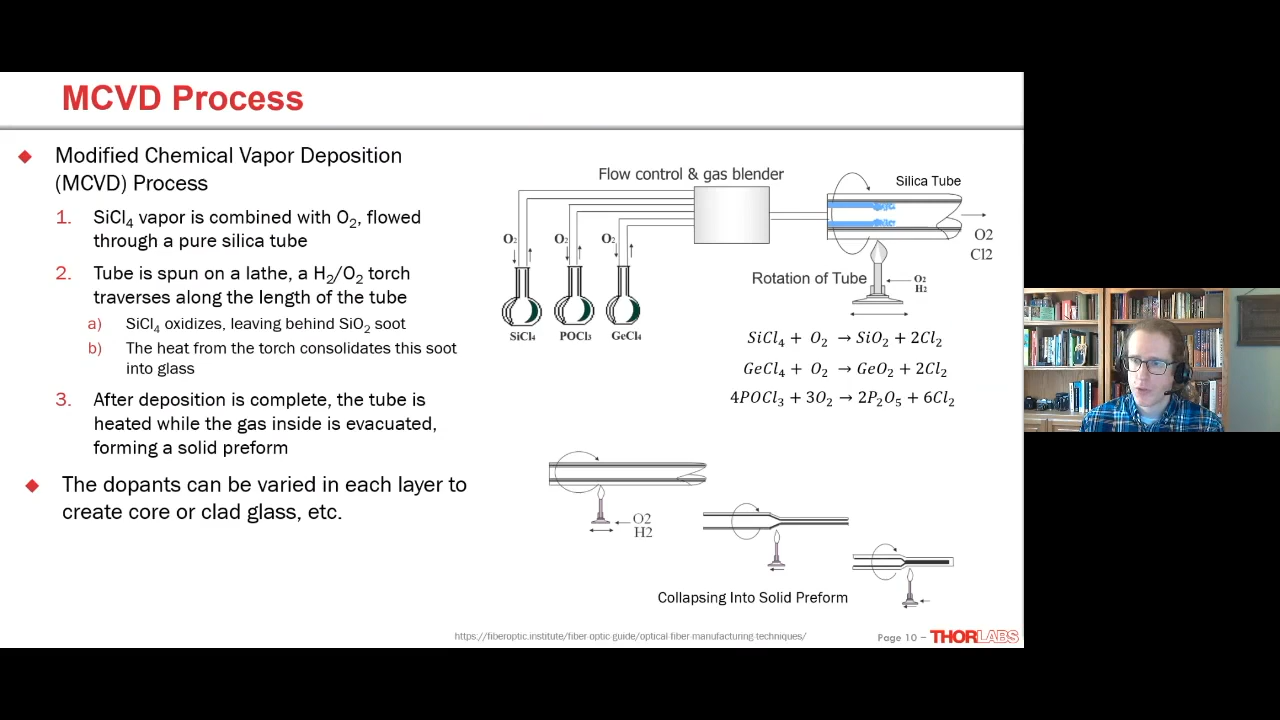 MCVD Process
Modified Chemical Vapor Deposition
(MCVD) Process
1. SiCl₄ vapor is combined with O₂, flowed
through a pure silica tube
2. Tube is spun on a lathe, a H₂/O₂ torch
traverses along the length of the tube
a) SiCl₄ oxidizes, leaving behind SiO₂ soot
b) The heat from the torch consolidates this soot
into glass
3. After deposition is complete, the tube is
heated while the gas inside is evacuated,
forming a solid preform
The dopants can be varied in each layer to
create core or clad glass, etc.
Flow control & gas blender
Silica Tube
O₂ O₂ O₂
O2
Cl2
Rotation of Tube
O₂
H₂
SiCl₄ POCl₃ GeCl₄
SiCl₄ + O₂ → SiO₂ + 2Cl₂
GeCl₄ + O₂ → GeO₂ + 2Cl₂
4POCl₃ + 3O₂ → 2P₂O₅ + 6Cl₂
O2
H2
Collapsing Into Solid Preform
https://fiberoptic.institute/fiber-optic-guide/optical-fiber-manufacturing-techniques/
Page 10 – THORLABS